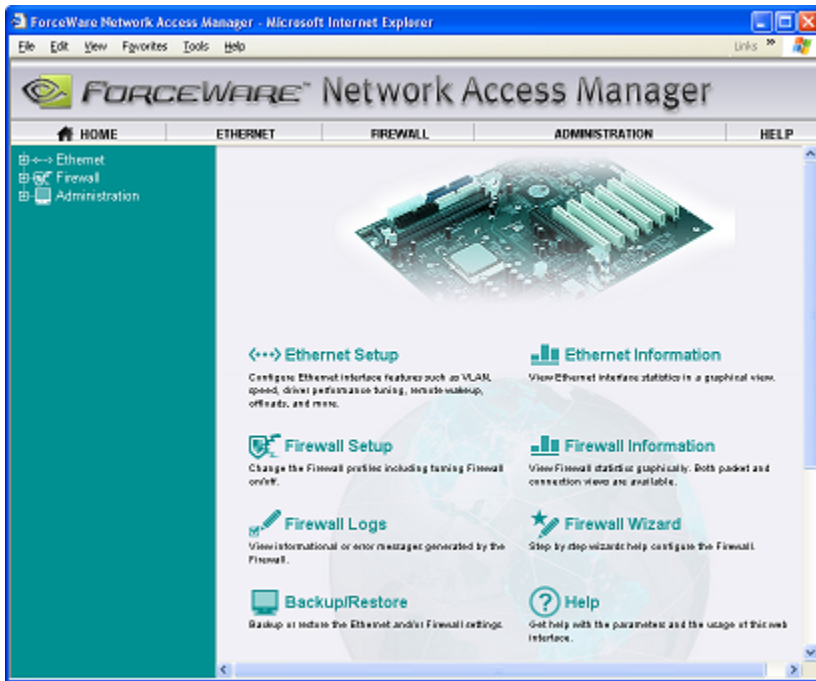 ForceWare Network Access Manager - Microsoft Internet Explorer
File Edit View Favorites Tools Help
Links »
FORCEWARE™ Network Access Manager
HOME ETHERNET FIREWALL ADMINISTRATION HELP
Ethernet
Firewall
Administration
Ethernet Setup
Configure Ethernet interface features such as VLAN,
speed, driver performance tuning, remote wakeup,
offloads, and more.
Ethernet Information
View Ethernet interface statistics in a graphical view.
Firewall Setup
Change the Firewall profiles including turning Firewall
on/off.
Firewall Information
View Firewall statistics graphically. Both packet and
connection views are available.
Firewall Logs
View informational or error messages generated by the
Firewall.
Firewall Wizard
Step by step wizards help configure the Firewall.
Backup/Restore
Backup or restore the Ethernet and/or Firewall settings.
Help
Get help with the parameters and the usage of this web
interface.